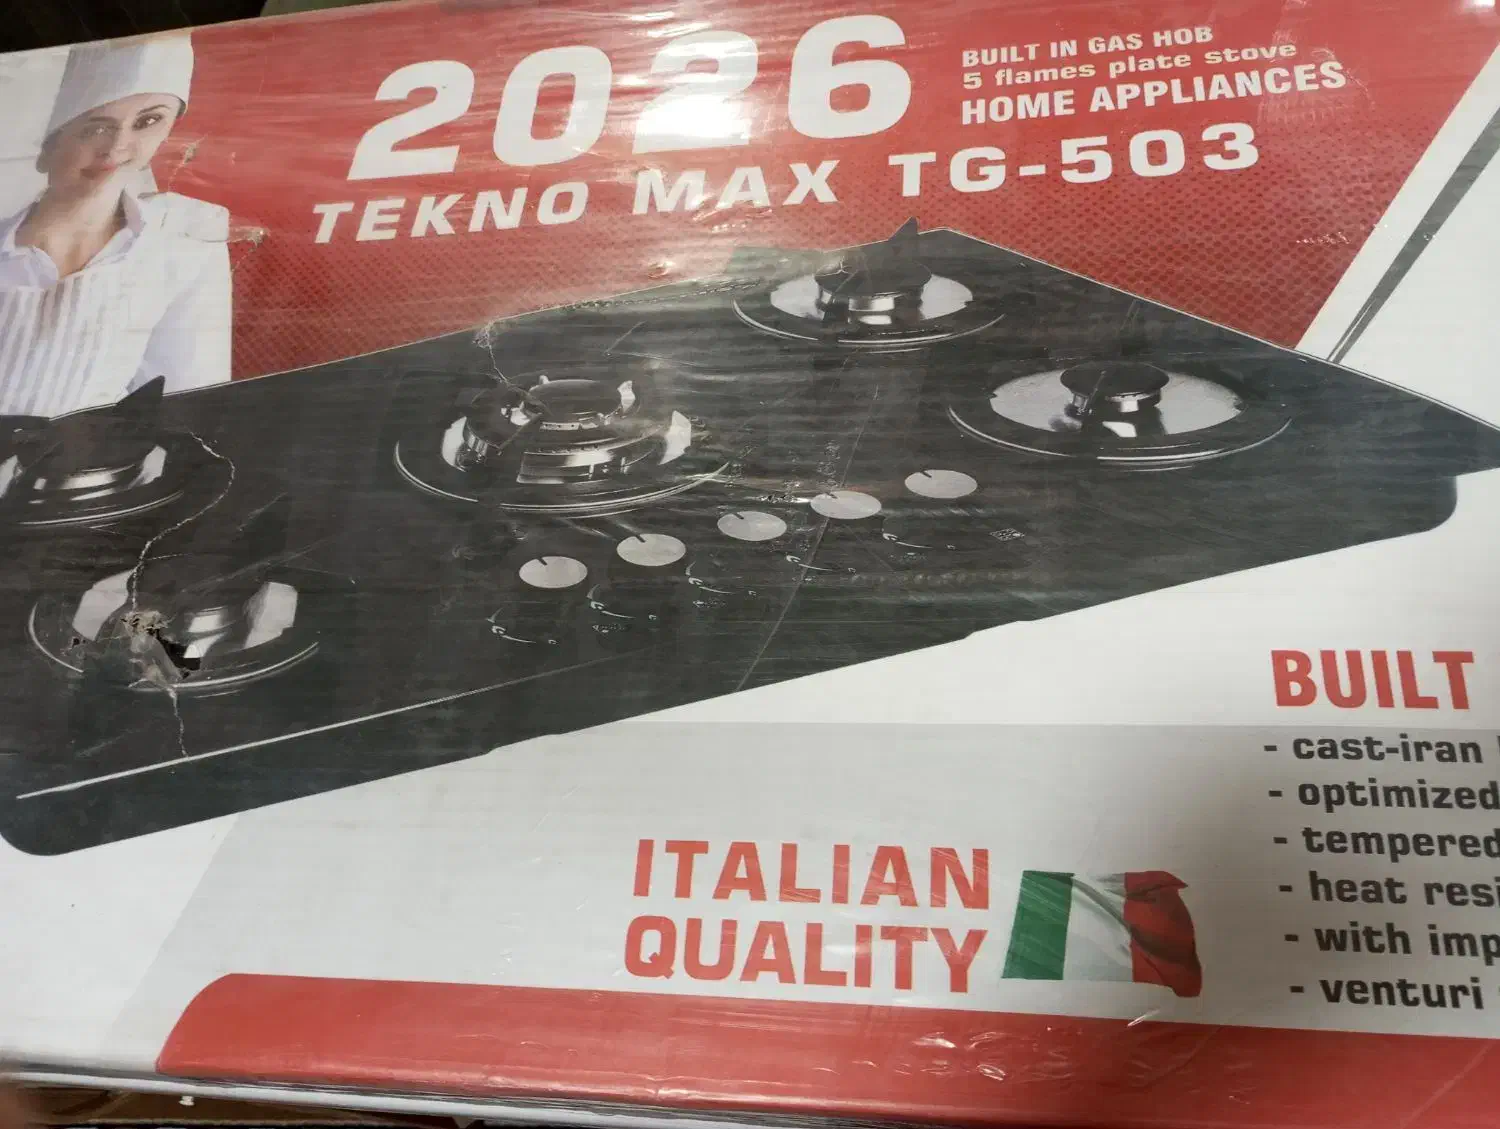 2026
BUILT IN GAS HOB
5 flames plate stove
HOME APPLIANCES
TEKNO MAX TG-503
BUILT
- cast-iran
- optimized
- tempered
- heat resi
- with imp
- venturi
ITALIAN
QUALITY